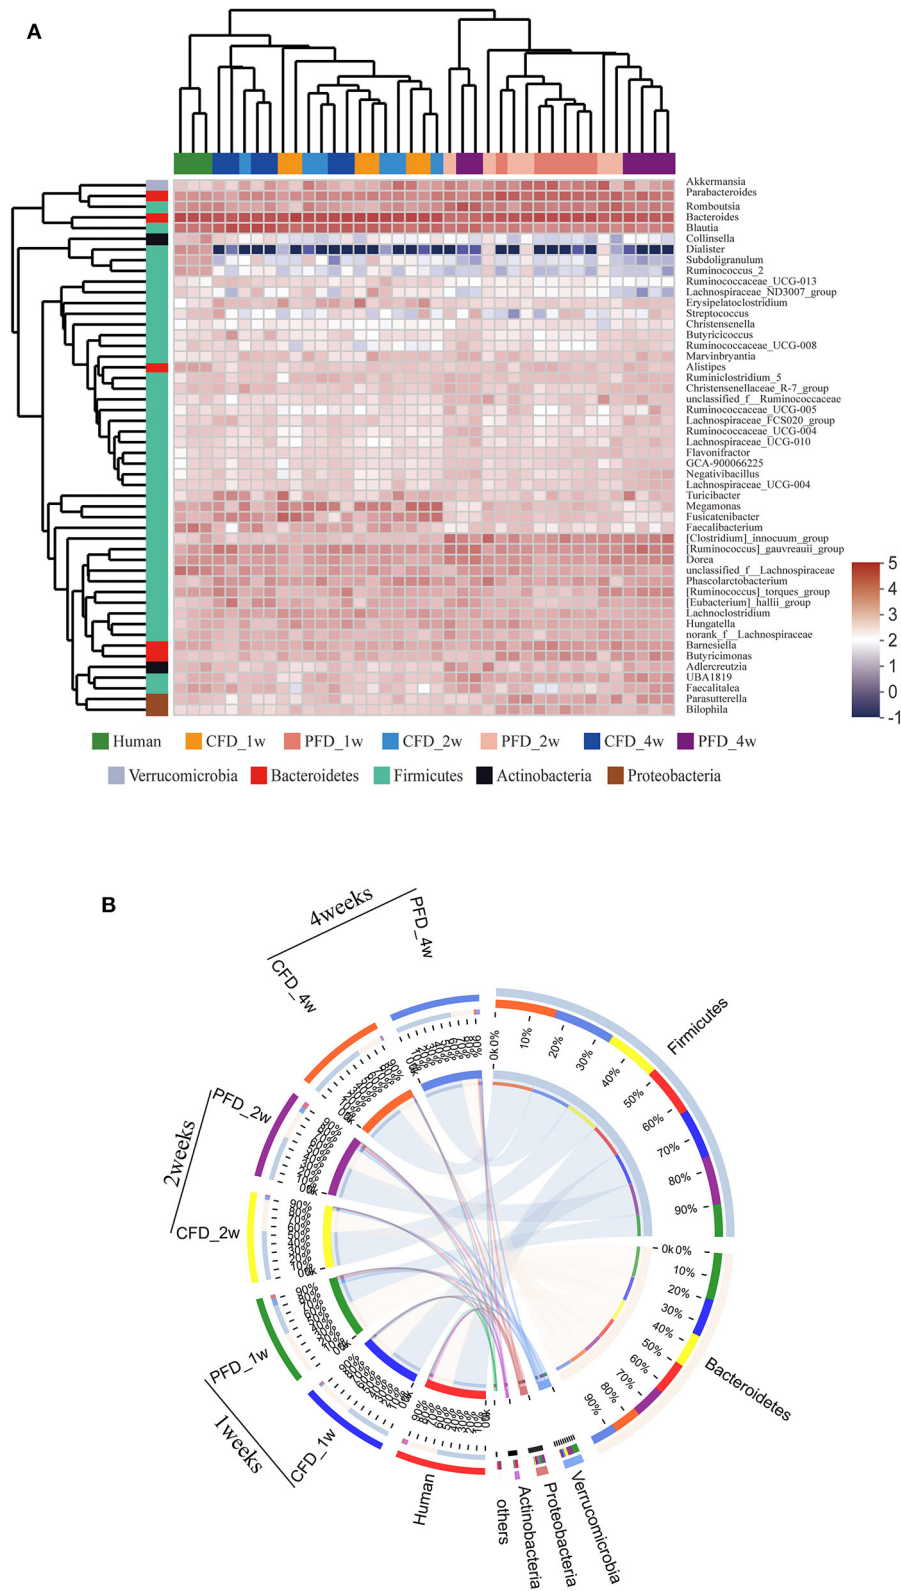 A
Akkermansia
Parabacteroides
Romboutsia
Bacteroides
Blautia
Collinsella
Dialister
Subdoligranulum
Ruminococcus_2
Ruminococcaceae_UCG-013
Lachnospiraceae_ND3007_group
Erysipelatoclostridium
Streptococcus
Christensenella
Butyricicoccus
Ruminococcaceae_UCG-008
Marvinbryantia
Alistipes
Ruminiclostridium_5
Christensenellaceae_R-7_group
unclassified_f__Ruminococcaceae
Ruminococcaceae_UCG-005
Lachnospiraceae_FCS020_group
Ruminococcaceae_UCG-004
Lachnospiraceae_UCG-010
Flavonifractor
GCA-900066225
Negativibacillus
Lachnospiraceae_UCG-004
Turicibacter
Megamonas
Fusicatenibacter
Faecalibacterium
[Clostridium]_innocuum_group
[Ruminococcus]_gauvreauii_group
Dorea
unclassified_f__Lachnospiraceae
Phascolarctobacterium
[Ruminococcus]_torques_group
[Eubacterium]_hallii_group
Lachnoclostridium
Hungatella
norank_f__Lachnospiraceae
Barnesiella
Butyricimonas
Adlercreutzia
UBA1819
Faecalitalea
Parasutterella
Bilophila
5
4
3
2
1
0
-1
Human CFD_1w PFD_1w CFD_2w PFD_2w CFD_4w PFD_4w
Verrucomicrobia Bacteroidetes Firmicutes Actinobacteria Proteobacteria
B
4weeks
PFD_4w
CFD_4w
2weeks
PFD_2w
CFD_2w
1weeks
PFD_1w
CFD_1w
Human
Firmicutes
0k 0% 10% 20% 30% 40% 50% 60% 70% 80% 90%
Bacteroidetes
0k 0% 10% 20% 30% 40% 50% 60% 70% 80% 90%
Verrucomicrobia
Proteobacteria
Actinobacteria
others